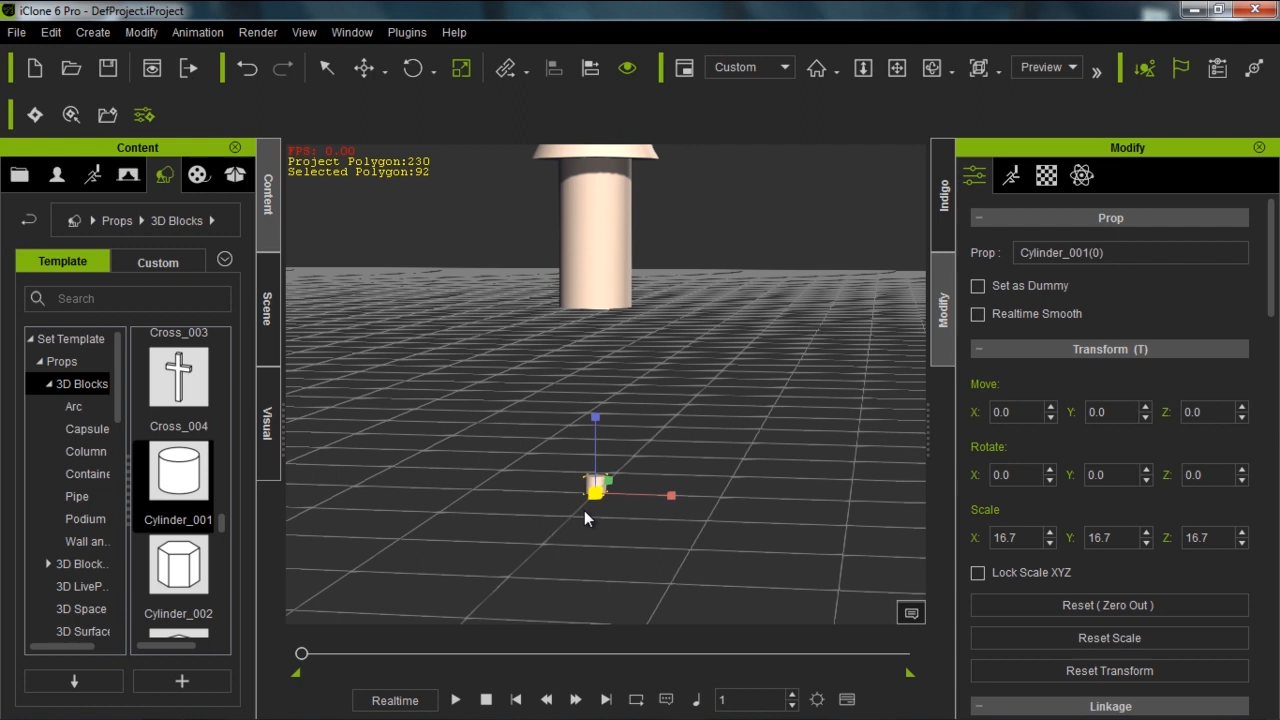 iClone 6 Pro - DefProject.iProject
File Edit Create Modify Animation Render View Window Plugins Help
Custom
Preview
Content
Props
3D Blocks
Template
Custom
Search
Set Template
Props
3D Blocks
Arc
Capsule
Column
Containe
Pipe
Podium
Wall an..
3D Block..
3D LiveP..
3D Space
3D Surface
Cross_003
Cross_004
Cylinder_001
Cylinder_002
Content
Scene
Visual
FPS: 0.00
Project Polygon:230
Selected Polygon:92
Realtime
1
Indigo
Modify
Modify
Prop
Prop : Cylinder_001(0)
Set as Dummy
Realtime Smooth
Transform (T)
Move:
X: 0.0 Y: 0.0 Z: 0.0
Rotate:
X: 0.0 Y: 0.0 Z: 0.0
Scale
X: 16.7 Y: 16.7 Z: 16.7
Lock Scale XYZ
Reset ( Zero Out )
Reset Scale
Reset Transform
Linkage